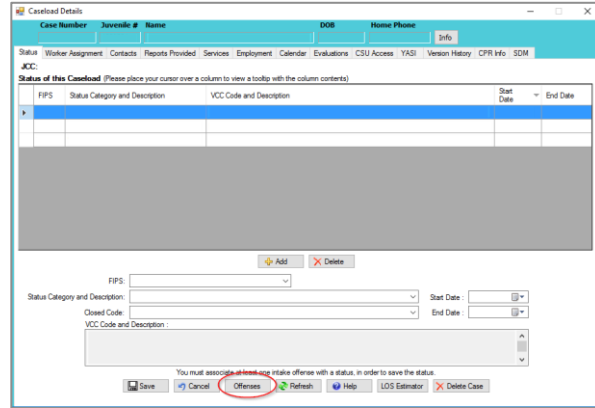 Caseload Details
Case Number Juvenile # Name DOB Home Phone
Info
Status Worker Assignment Contacts Reports Provided Services Employment Calendar Evaluations CSU Access YASI Version History CPR Info SDM
JCC:
Status of this Caseload (Please place your cursor over a column to view a tooltip with the column contents)
FIPS Status Category and Description VCC Code and Description Start Date End Date
Add Delete
FIPS:
Status Category and Description: Start Date :
Closed Code: End Date :
VCC Code and Description :
You must associate at least one intake offense with a status, in order to save the status.
Save Cancel Offenses Refresh Help LOS Estimator Delete Case